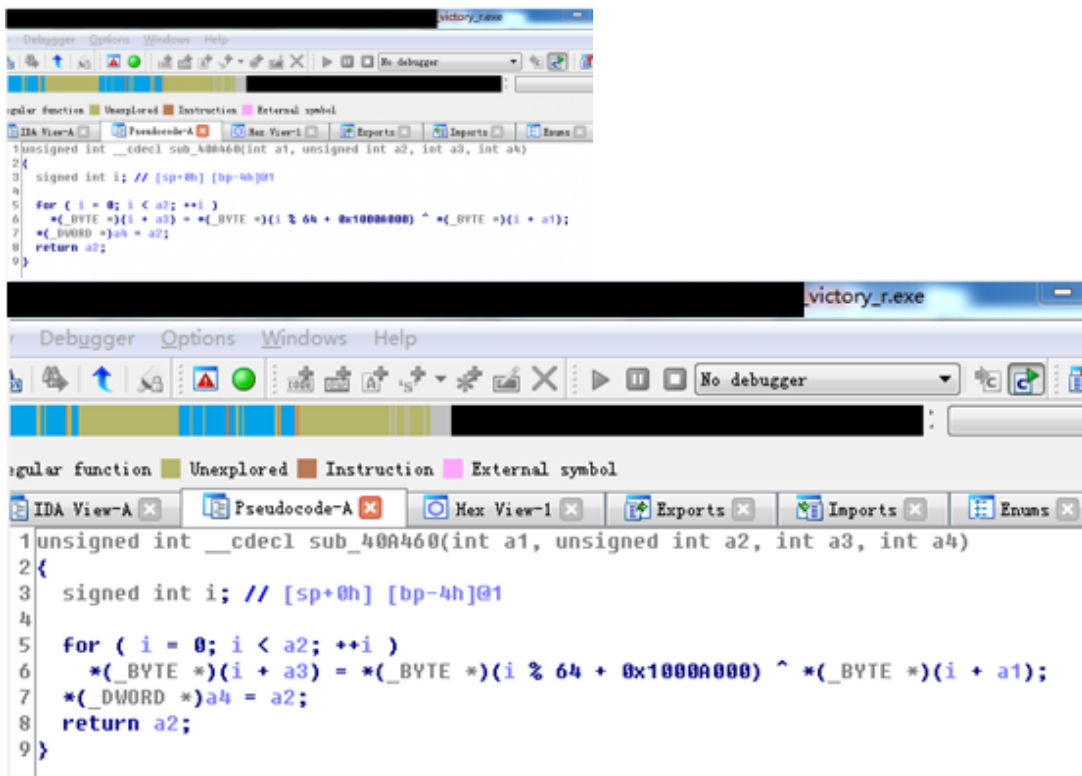 victory_r.exe
Debugger Options Windows Help
No debugger
gular function Unexplored Instruction External symbol
IDA View-A Pseudocode-A Hex View-1 Exports Imports Enums
1 unsigned int __cdecl sub_40A460(int a1, unsigned int a2, int a3, int a4)
2 {
3 signed int i; // [sp+0h] [bp-4h]@1
4
5 for ( i = 0; i < a2; ++i )
6 *(_BYTE *)(i + a3) = *(_BYTE *)(i % 64 + 0x1000A000) ^ *(_BYTE *)(i + a1);
7 *(_DWORD *)a4 = a2;
8 return a2;
9 }
_victory_r.exe
Debugger Options Windows Help
No debugger
egular function Unexplored Instruction External symbol
IDA View-A Pseudocode-A Hex View-1 Exports Imports Enums
1 unsigned int __cdecl sub_40A460(int a1, unsigned int a2, int a3, int a4)
2 {
3 signed int i; // [sp+0h] [bp-4h]@1
4
5 for ( i = 0; i < a2; ++i )
6 *(_BYTE *)(i + a3) = *(_BYTE *)(i % 64 + 0x1000A000) ^ *(_BYTE *)(i + a1);
7 *(_DWORD *)a4 = a2;
8 return a2;
9 }